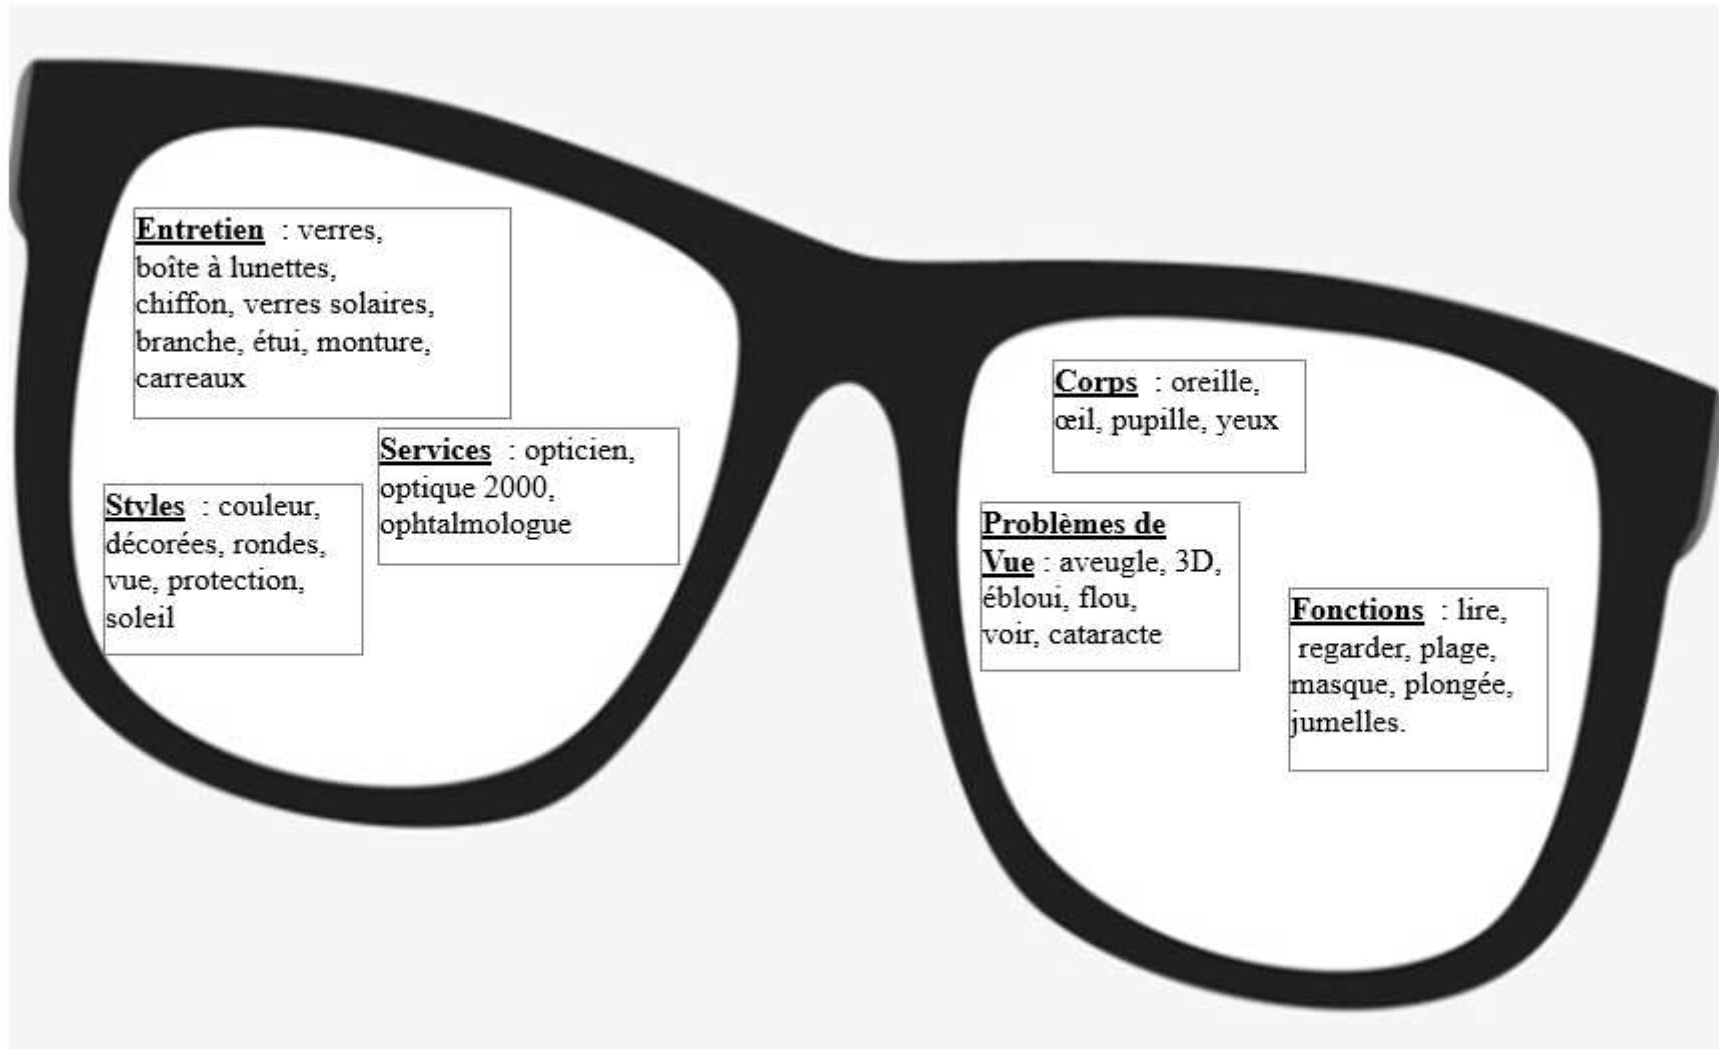 Entretien : verres,
boîte à lunettes,
chiffon, verres solaires,
branche, étui, monture,
carreaux
Services : opticien,
optique 2000,
ophtalmologue
Styles : couleur,
décorées, rondes,
vue, protection,
soleil
Corps : oreille,
œil, pupille, yeux
Problèmes de
Vue : aveugle, 3D,
ébloui, flou,
voir, cataracte
Fonctions : lire,
regarder, plage,
masque, plongée,
jumelles.